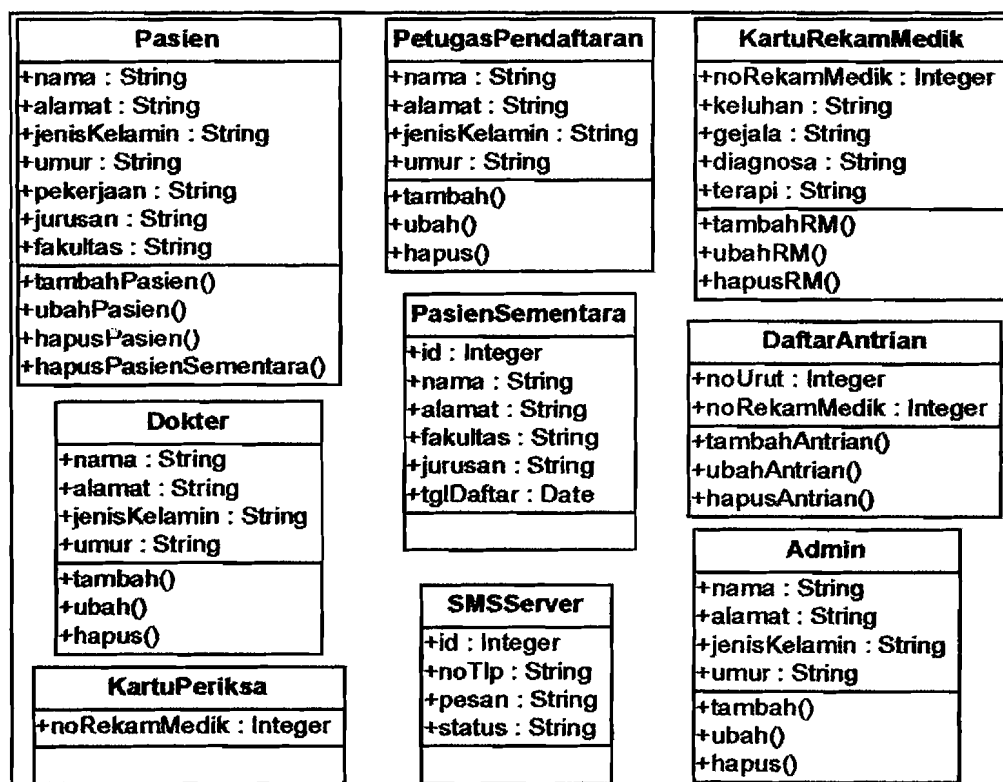 Pasien
+nama : String
+alamat : String
+jenisKelamin : String
+umur : String
+pekerjaan : String
+jurusan : String
+fakultas : String
+tambahPasien()
+ubahPasien()
+hapusPasien()
+hapusPasienSementara()
PetugasPendaftaran
+nama : String
+alamat : String
+jenisKelamin : String
+umur : String
+tambah()
+ubah()
+hapus()
KartuRekamMedik
+noRekamMedik : Integer
+keluhan : String
+gejala : String
+diagnosa : String
+terapi : String
+tambahRM()
+ubahRM()
+hapusRM()
PasienSementara
+id : Integer
+nama : String
+alamat : String
+fakultas : String
+jurusan : String
+tglDaftar : Date
DaftarAntrian
+noUrut : Integer
+noRekamMedik : Integer
+tambahAntrian()
+ubahAntrian()
+hapusAntrian()
Dokter
+nama : String
+alamat : String
+jenisKelamin : String
+umur : String
+tambah()
+ubah()
+hapus()
SMSServer
+id : Integer
+noTlp : String
+pesan : String
+status : String
Admin
+nama : String
+alamat : String
+jenisKelamin : String
+umur : String
+tambah()
+ubah()
+hapus()
KartuPeriksa
+noRekamMedik : Integer